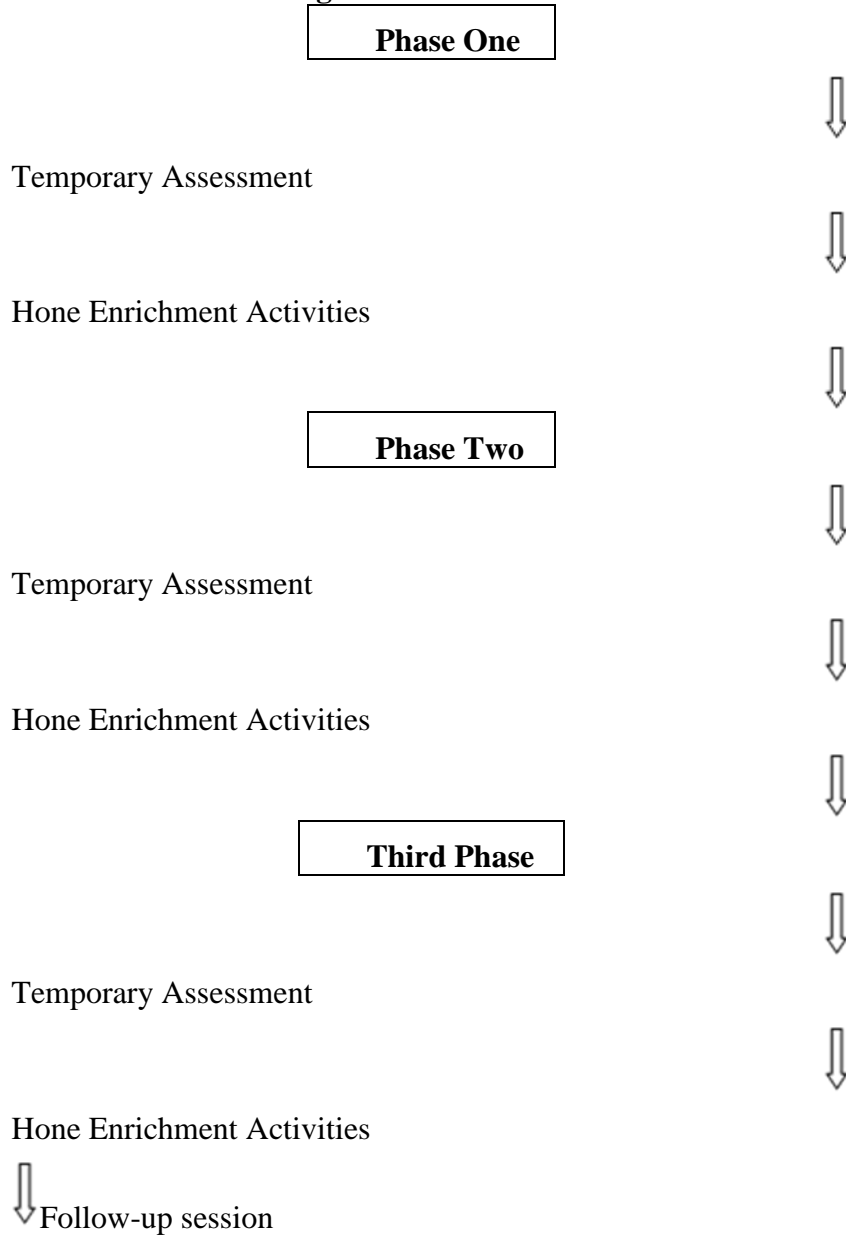 Phase One
Temporary Assessment
Hone Enrichment Activities
Phase Two
Temporary Assessment
Hone Enrichment Activities
Third Phase
Temporary Assessment
Hone Enrichment Activities
Follow-up session